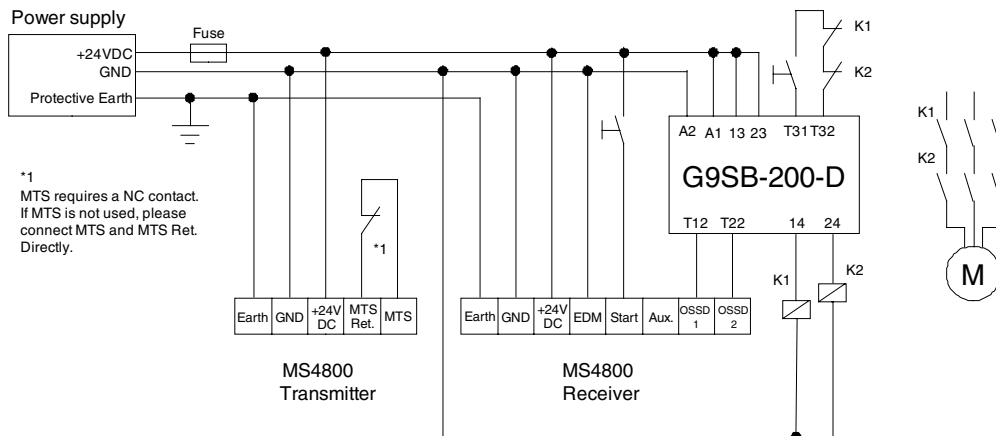 Power supply
+24VDC
GND
Protective Earth
Fuse
K1
K2
A2 A1 13 23 T31 T32
G9SB-200-D
T12 T22 14 24
K1
K2
K1
K2
M
*1
MTS requires a NC contact.
If MTS is not used, please
connect MTS and MTS Ret.
Directly.
*1
Earth GND +24V DC MTS Ret. MTS
MS4800
Transmitter
Earth GND +24V DC EDM Start Aux. OSSD 1 OSSD 2
MS4800
Receiver